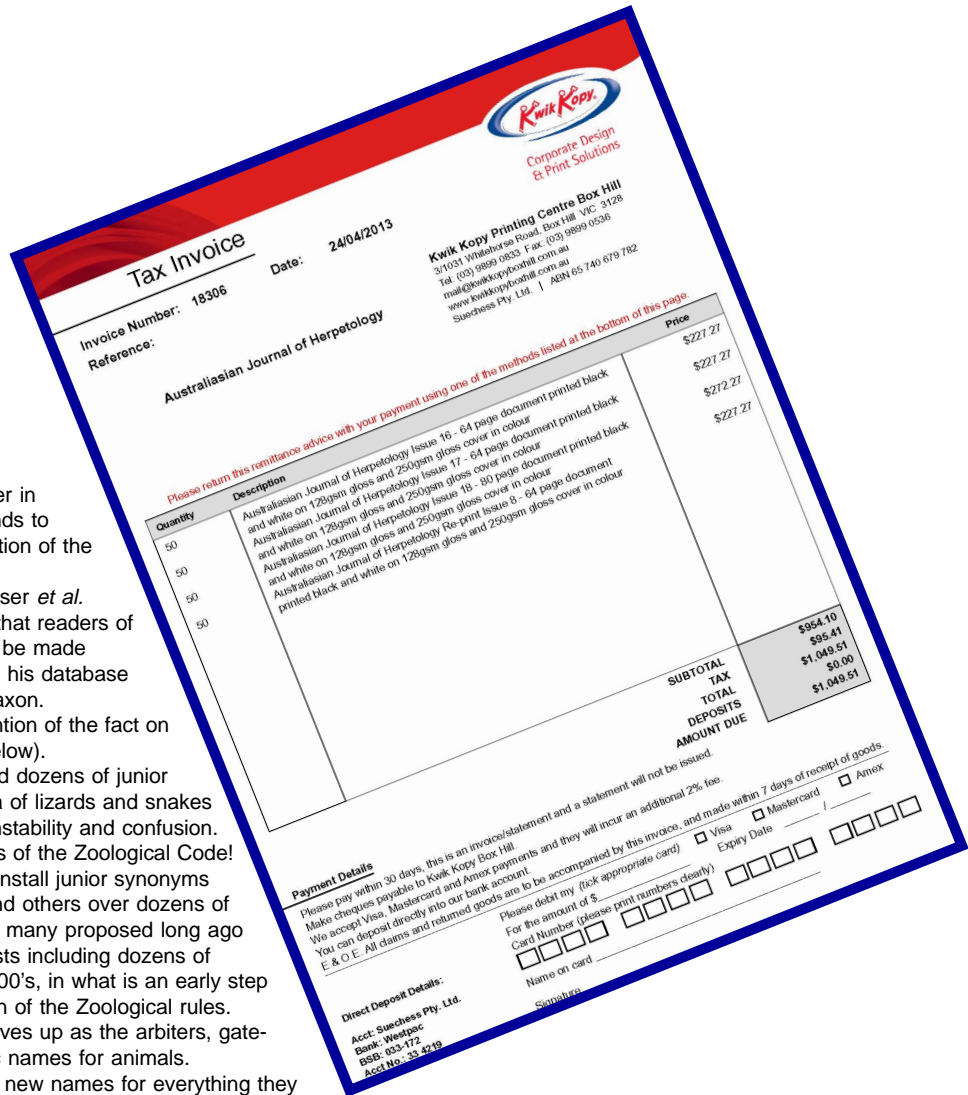 Kwik Kopy
Corporate Design
& Print Solutions
Tax Invoice
Invoice Number: 18306
Date: 24/04/2013
Reference:
Australiasian Journal of Herpetology
Kwik Kopy Printing Centre Box Hill
3/1031 Whitehorse Road, Box Hill VIC 3128
Tel: (03) 9899 0833 Fax: (03) 9899 0536
mail@kwikkopyboxhill.com.au
www.kwikkopyboxhill.com.au
Suechess Pty. Ltd. | ABN 65 740 679 782
Please return this remittance advice with your payment using one of the methods listed at the bottom of this page.
Quantity Description Price
50 Australiasian Journal of Herpetology Issue 16 - 64 page document printed black $227.27
and white on 128gsm gloss and 250gsm gloss cover in colour
50 Australiasian Journal of Herpetology Issue 17 - 64 page document printed black $227.27
and white on 128gsm gloss and 250gsm gloss cover in colour
50 Australiasian Journal of Herpetology Issue 18 - 80 page document printed black $272.27
and white on 128gsm gloss and 250gsm gloss cover in colour
50 Australiasian Journal of Herpetology Re-print Issue 8 - 64 page document $227.27
printed black and white on 128gsm gloss and 250gsm gloss cover in colour
SUBTOTAL $954.10
TAX $95.41
TOTAL $1,049.51
DEPOSITS $0.00
AMOUNT DUE $1,049.51
Payment Details
Please pay within 30 days, this is an invoice/statement and a statement will not be issued.
Make cheques payable to Kwik Kopy Box Hill.
We accept Visa, Mastercard and Amex payments and they will incur an additional 2% fee.
You can deposit directly into our bank account.
E & O.E. All claims and returned goods are to be accompanied by this invoice, and made within 7 days of receipt of goods.
Please debit my (tick appropriate card) Visa Mastercard Amex
For the amount of $ Expiry Date /
Card Number (please print numbers clearly)
Name on card
Signature
Direct Deposit Details:
Acct: Suechess Pty. Ltd.
Bank: Westpac
BSB: 033-172
Acct No.: 33 4219
er in
nds to
tion of the
ser et al.
that readers of
be made
his database
axon.
ntion of the fact on
elow).
d dozens of junior
a of lizards and snakes
nstability and confusion.
s of the Zoological Code!
install junior synonyms
nd others over dozens of
many proposed long ago
sts including dozens of
00's, in what is an early step
n of the Zoological rules.
lves up as the arbiters, gate-
c names for animals.
new names for everything they